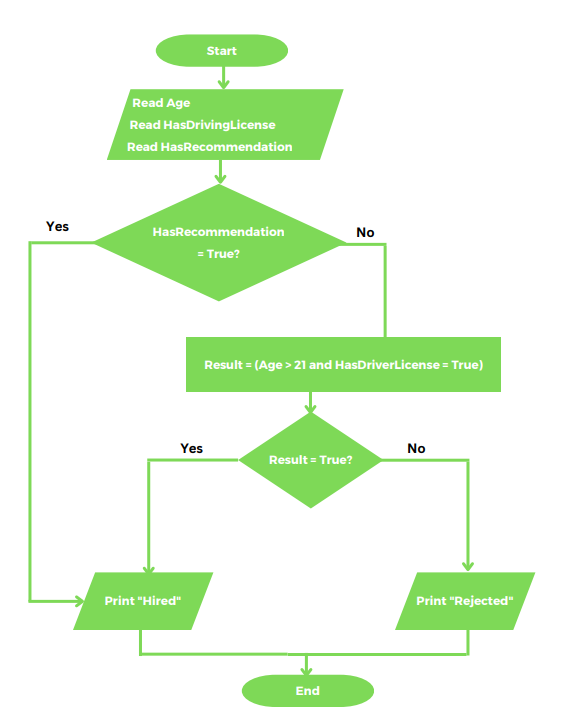 Start
Read Age
Read HasDrivingLicense
Read HasRecommendation
Yes
No
HasRecommendation
= True?
Result = (Age > 21 and HasDriverLicense = True)
Yes
No
Result = True?
Print "Hired"
Print "Rejected"
End